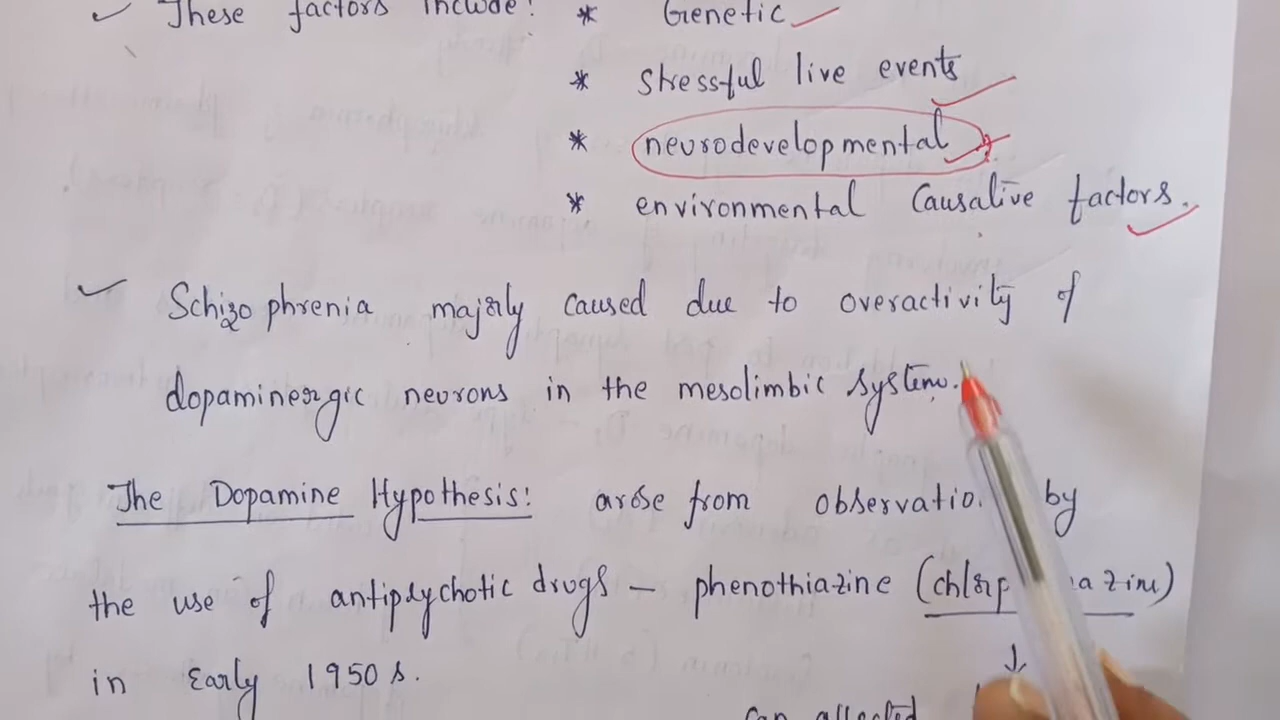 ✓ These factors include: * Genetic
* Stressful live events
* neurodevelopmental
* environmental Causative factors.
✓ Schizophrenia majorly caused due to overactivity of
dopaminergic neurons in the mesolimbic system.
The Dopamine Hypothesis: arose from by
the use of antipsychotic drugs – phenothiazine
in Early 1950s.
can affected